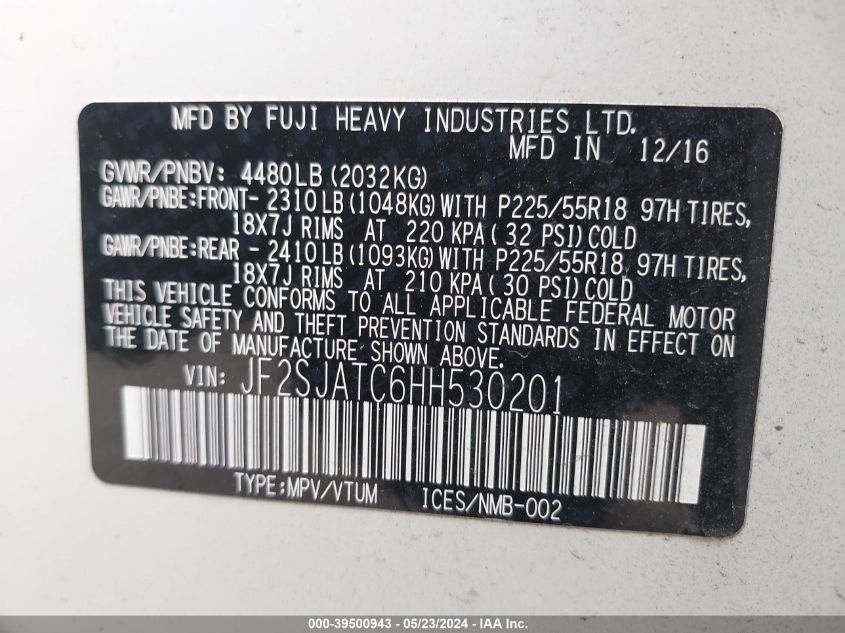 MFD BY FUJI HEAVY INDUSTRIES LTD.
MFD IN 12/16
GVWR/PNBV: 4480LB (2032KG)
GAWR/PNBE:FRONT- 2310LB (1048KG) WITH P225/55R18 97H TIRES,
18X7J RIMS AT 220 KPA ( 32 PSI) COLD
GAWR/PNBE:REAR - 2410LB (1093KG) WITH P225/55R18 97H TIRES,
18X7J RIMS AT 210 KPA ( 30 PSI) COLD
THIS VEHICLE CONFORMS TO ALL APPLICABLE FEDERAL MOTOR
VEHICLE SAFETY AND THEFT PREVENTION STANDARDS IN EFFECT ON
THE DATE OF MANUFACTURE SHOWN ABOVE.
VIN: JF2SJATC6HH530201
TYPE:MPV/VTUM ICES/NMB-002
000-39500943 - 05/23/2024 - IAA Inc.